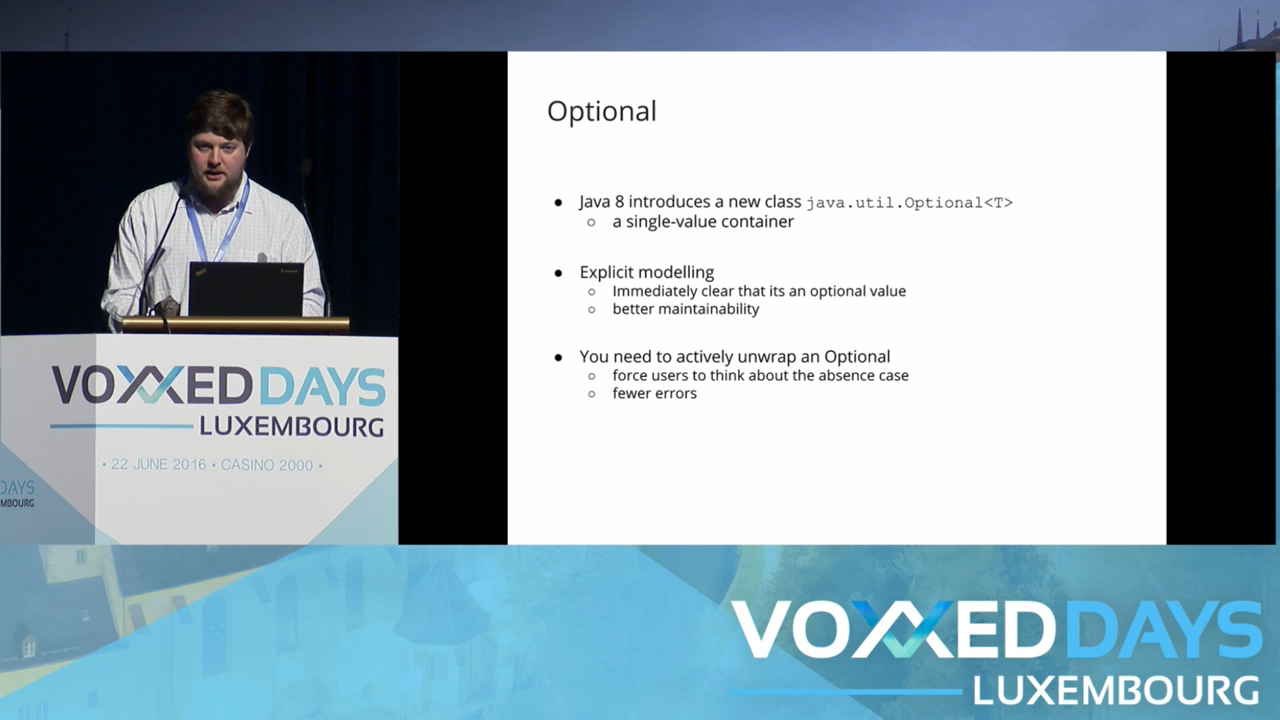 Optional
● Java 8 introduces a new class java.util.Optional<T>
○ a single-value container
● Explicit modelling
○ Immediately clear that its an optional value
○ better maintainability
● You need to actively unwrap an Optional
○ force users to think about the absence case
○ fewer errors
VOXXED DAYS
LUXEMBOURG
• 22 JUNE 2016 • CASINO 2000 •
DAYS
MBOURG
VOXXED DAYS
LUXEMBOURG